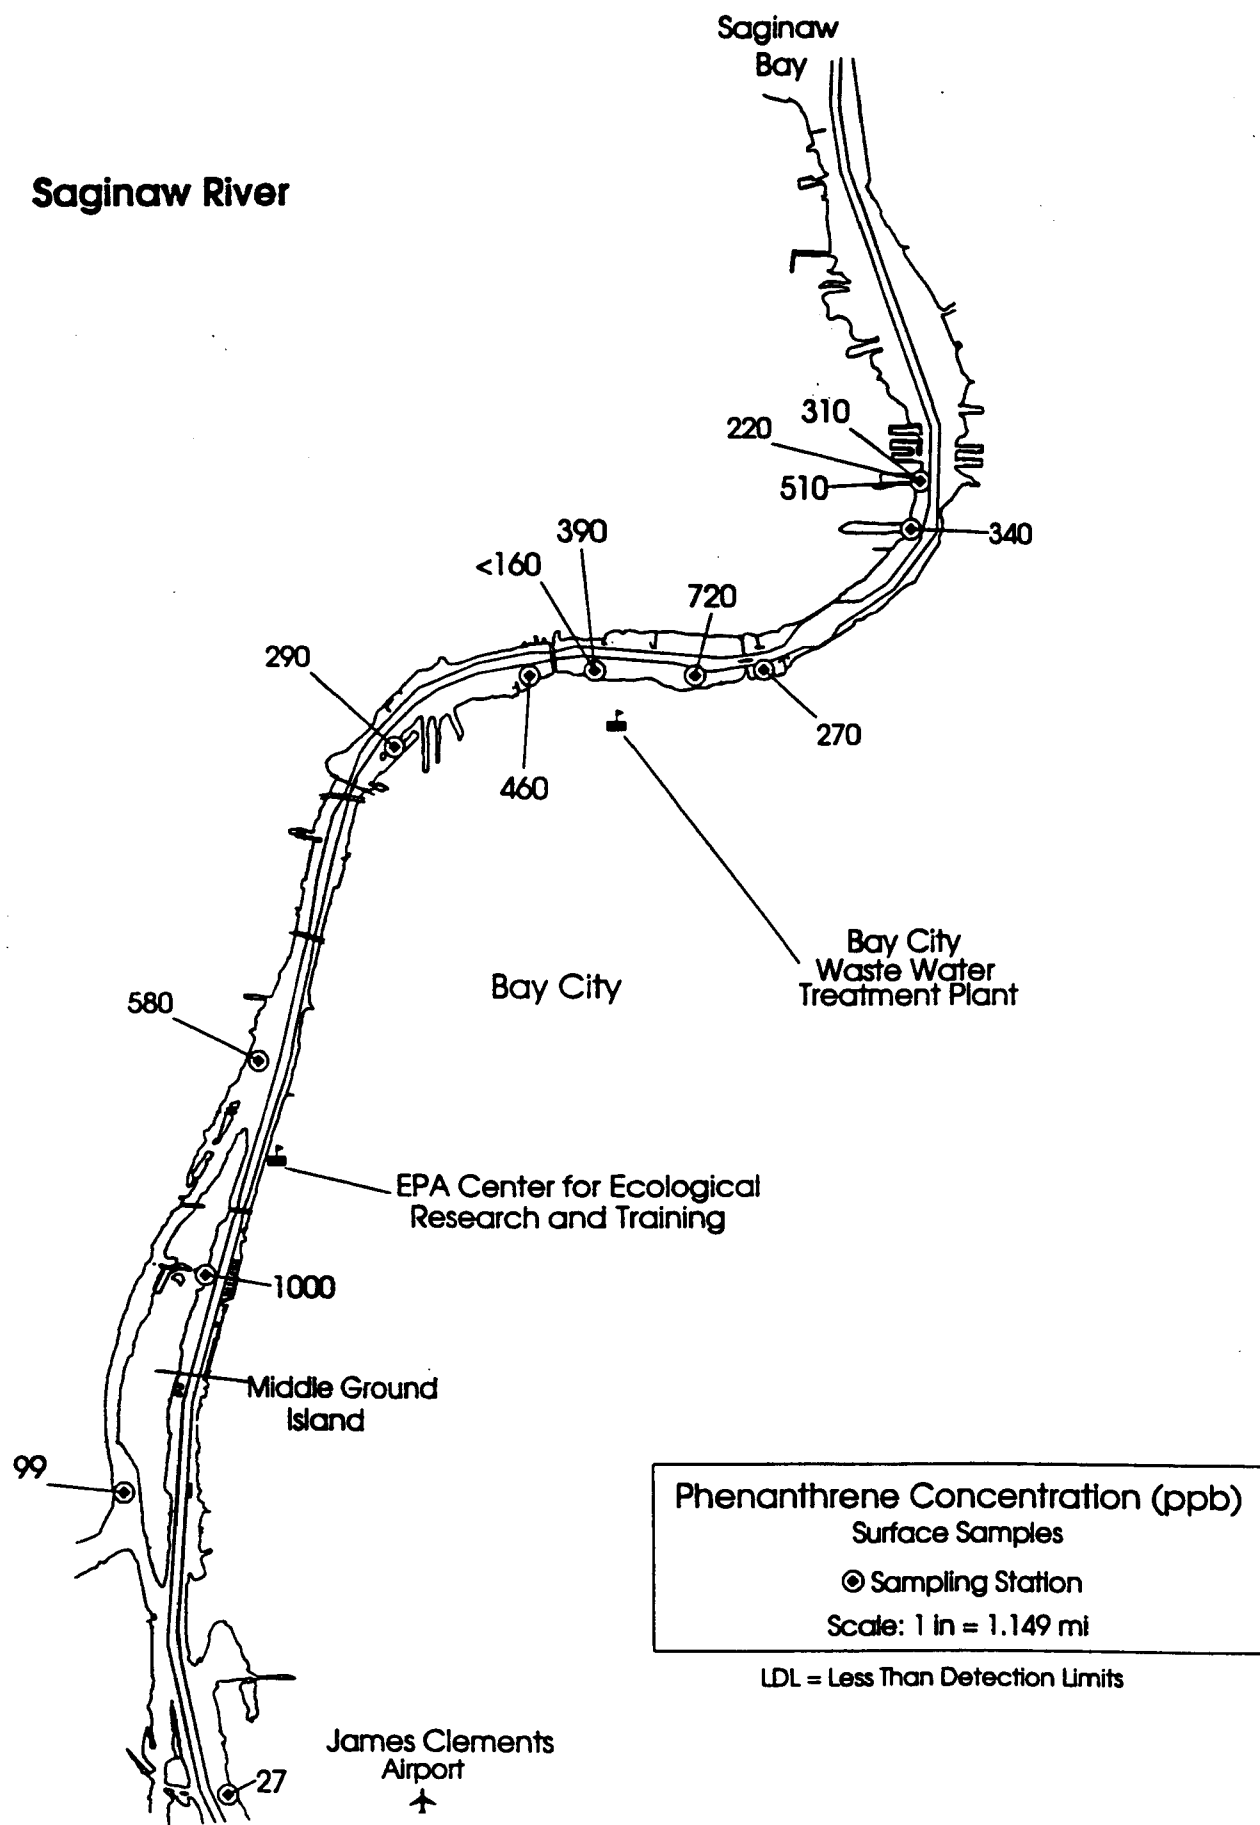 Saginaw
Bay
Saginaw River
310
220
510
340
390
<160
720
290
270
460
Bay City
Waste Water
Treatment Plant
Bay City
580
EPA Center for Ecological
Research and Training
1000
Middle Ground
Island
99
Phenanthrene Concentration (ppb)
Surface Samples
Sampling Station
Scale: 1 in = 1.149 mi
LDL = Less Than Detection Limits
James Clements
Airport
27